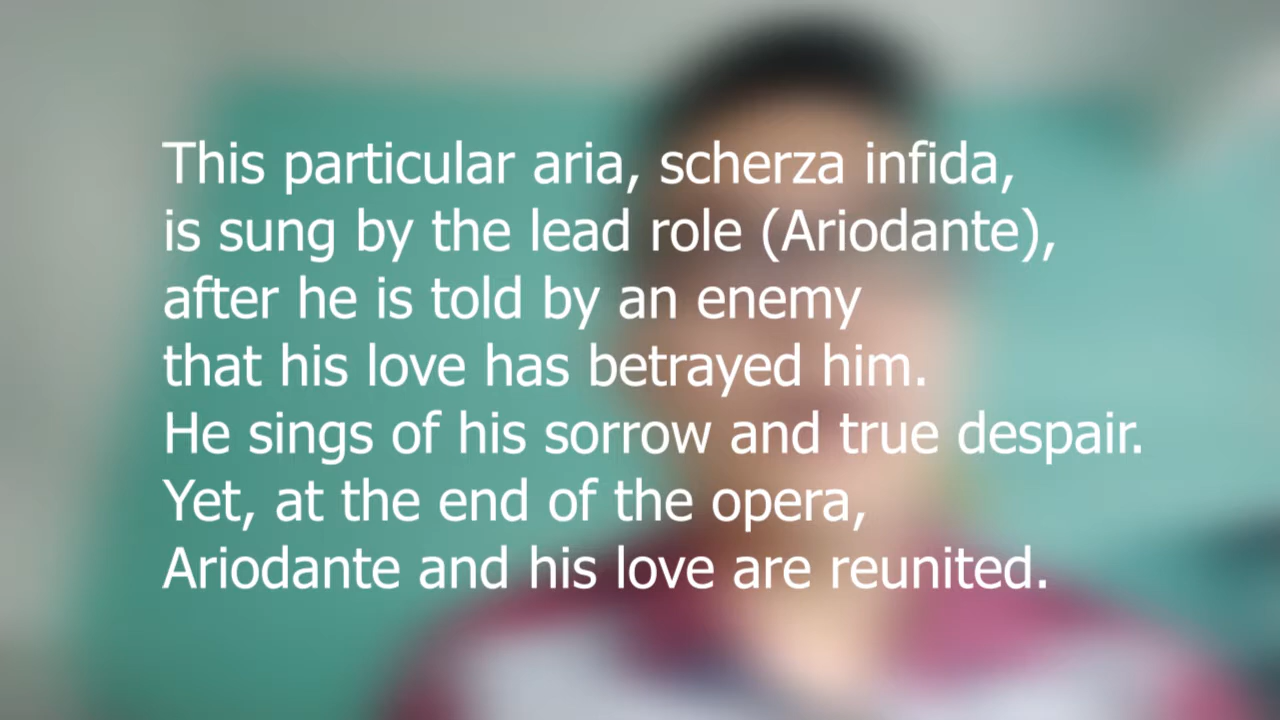 This particular aria, scherza infida,
is sung by the lead role (Ariodante),
after he is told by an enemy
that his love has betrayed him.
He sings of his sorrow and true despair.
Yet, at the end of the opera,
Ariodante and his love are reunited.